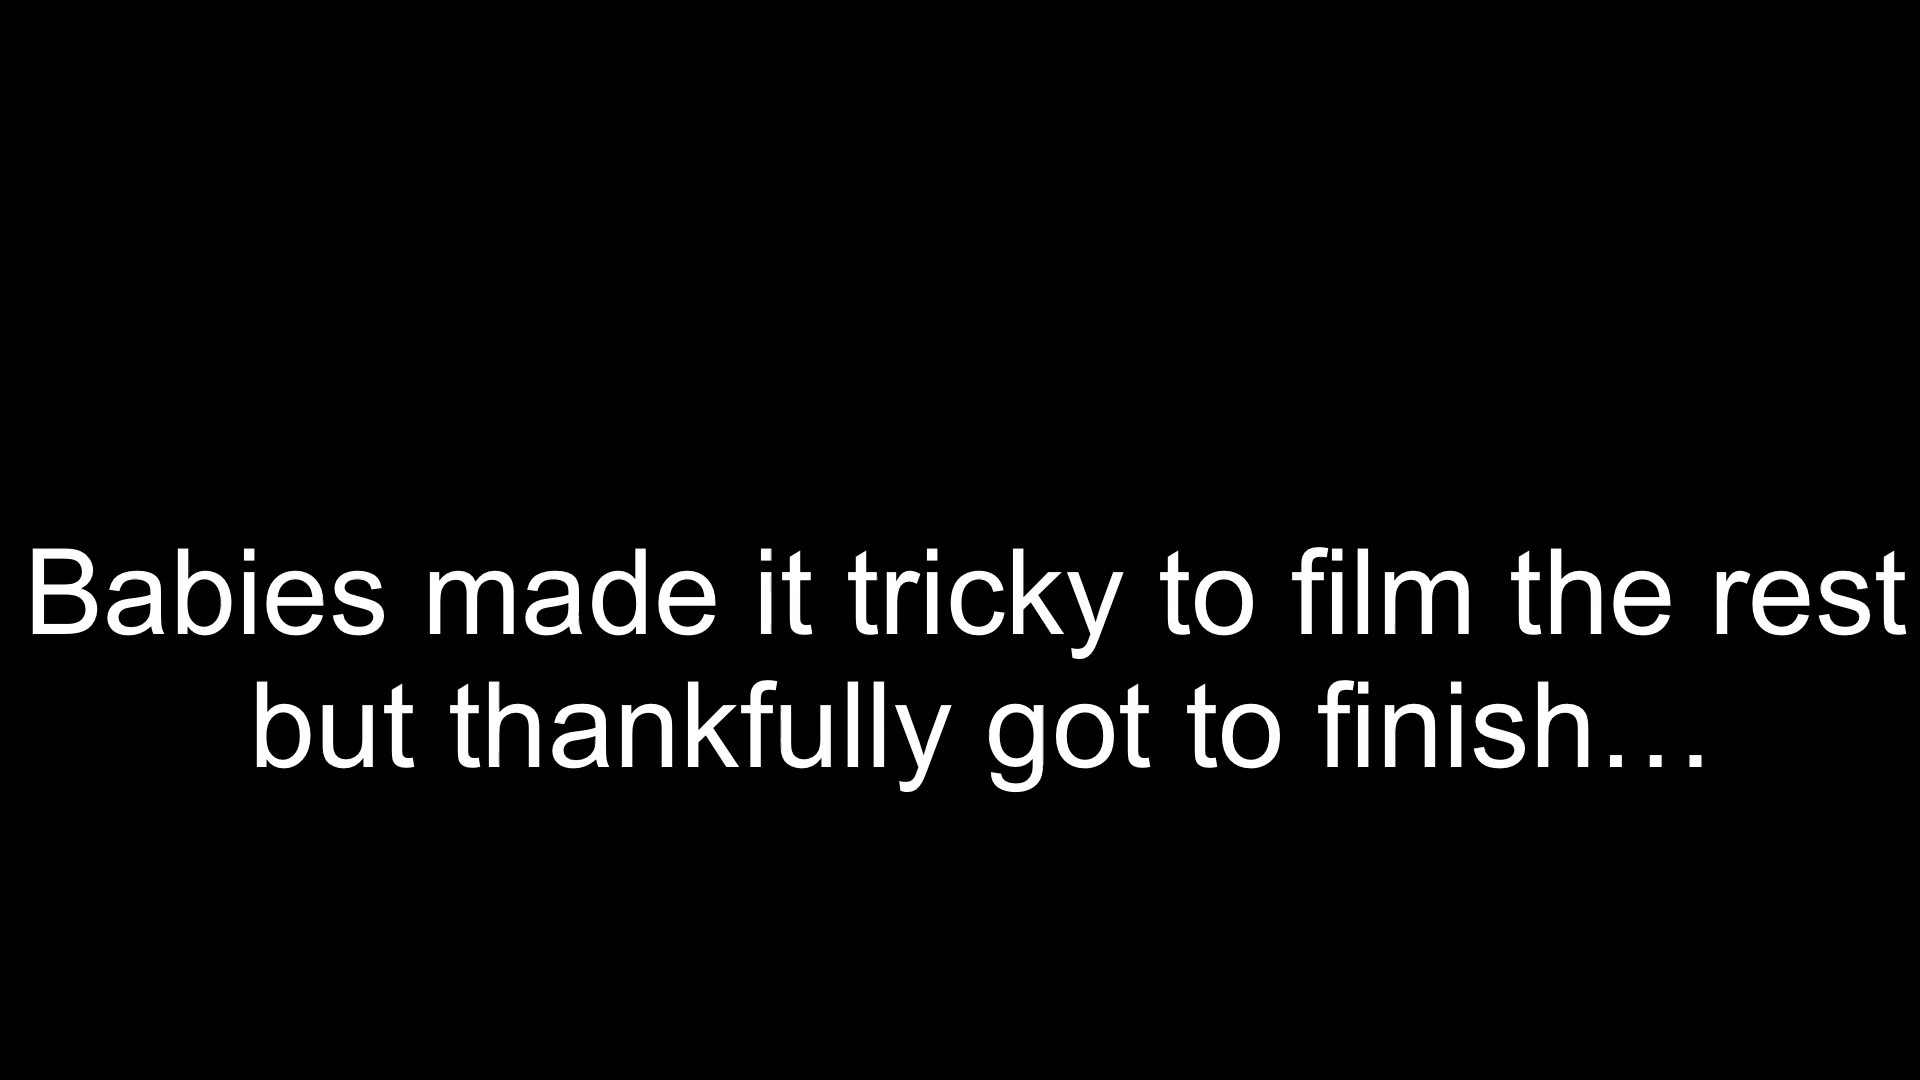 Babies made it tricky to film the rest
but thankfully got to finish…